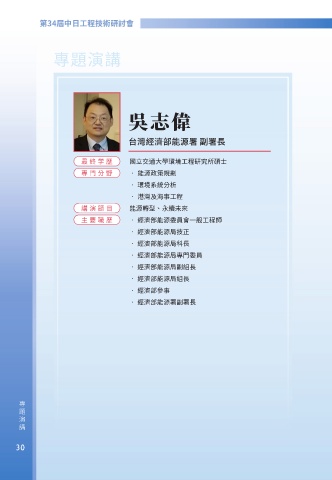 第34屆中日工程技術研討會
專題演講
吳志偉
台灣經濟部能源署 副署長
最終學歷 國立交通大學環境工程研究所碩士
專門分野 · 能源政策規劃
· 環境系統分析
· 港灣及海事工程
講演題目 能源轉型、永續未來
主要職歷 · 經濟部能源委員會一般工程師
· 經濟部能源局技正
· 經濟部能源局科長
· 經濟部能源局專門委員
· 經濟部能源局副組長
· 經濟部能源局組長
· 經濟部參事
· 經濟部能源署副署長
專題演講
30